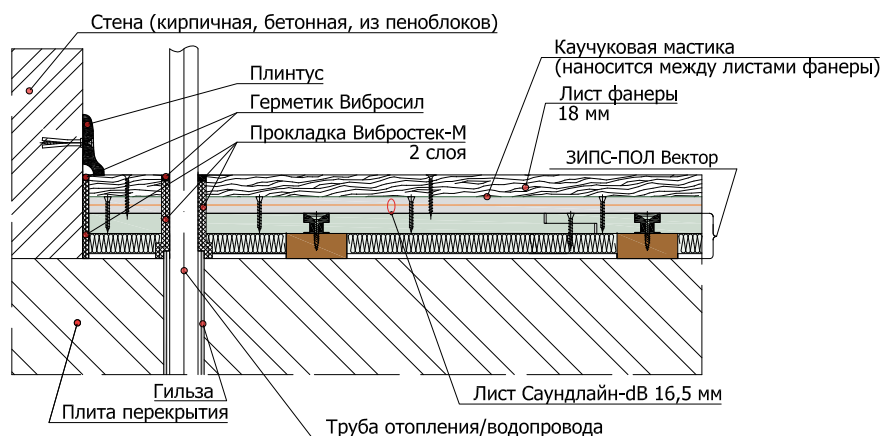 Стена (кирпичная, бетонная, из пеноблоков)
Плинтус
Герметик Вибросил
Прокладка Вибростек-М
2 слоя
Каучуковая мастика
(наносится между листами фанеры)
Лист фанеры
18 мм
ЗИПС-ПОЛ Вектор
Гильза
Плита перекрытия
Лист Саундлайн-dB 16,5 мм
Труба отопления/водопровода